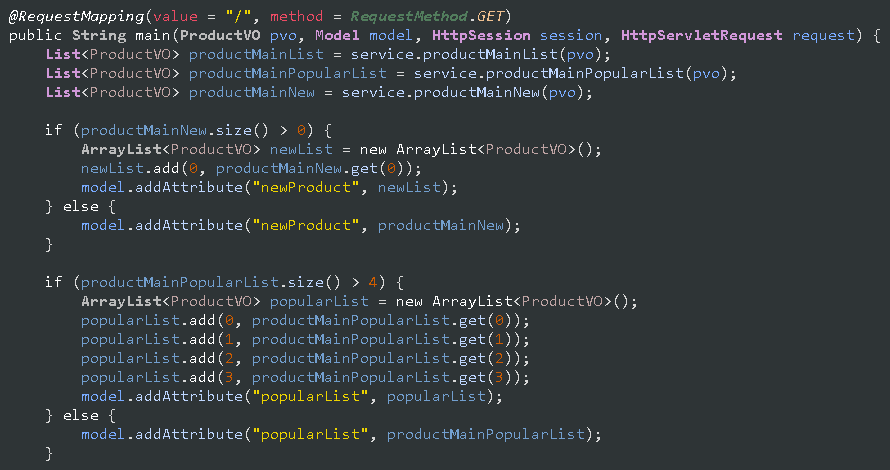 @RequestMapping(value = "/", method = RequestMethod.GET)
public String main(ProductVO pvo, Model model, HttpSession session, HttpServletRequest request) {
    List<ProductVO> productMainList = service.productMainList(pvo);
    List<ProductVO> productMainPopularList = service.productMainPopularList(pvo);
    List<ProductVO> productMainNew = service.productMainNew(pvo);

    if (productMainNew.size() > 0) {
        ArrayList<ProductVO> newList = new ArrayList<ProductVO>();
        newList.add(0, productMainNew.get(0));
        model.addAttribute("newProduct", newList);
    } else {
        model.addAttribute("newProduct", productMainNew);
    }

    if (productMainPopularList.size() > 4) {
        ArrayList<ProductVO> popularList = new ArrayList<ProductVO>();
        popularList.add(0, productMainPopularList.get(0));
        popularList.add(1, productMainPopularList.get(1));
        popularList.add(2, productMainPopularList.get(2));
        popularList.add(3, productMainPopularList.get(3));
        model.addAttribute("popularList", popularList);
    } else {
        model.addAttribute("popularList", productMainPopularList);
    }